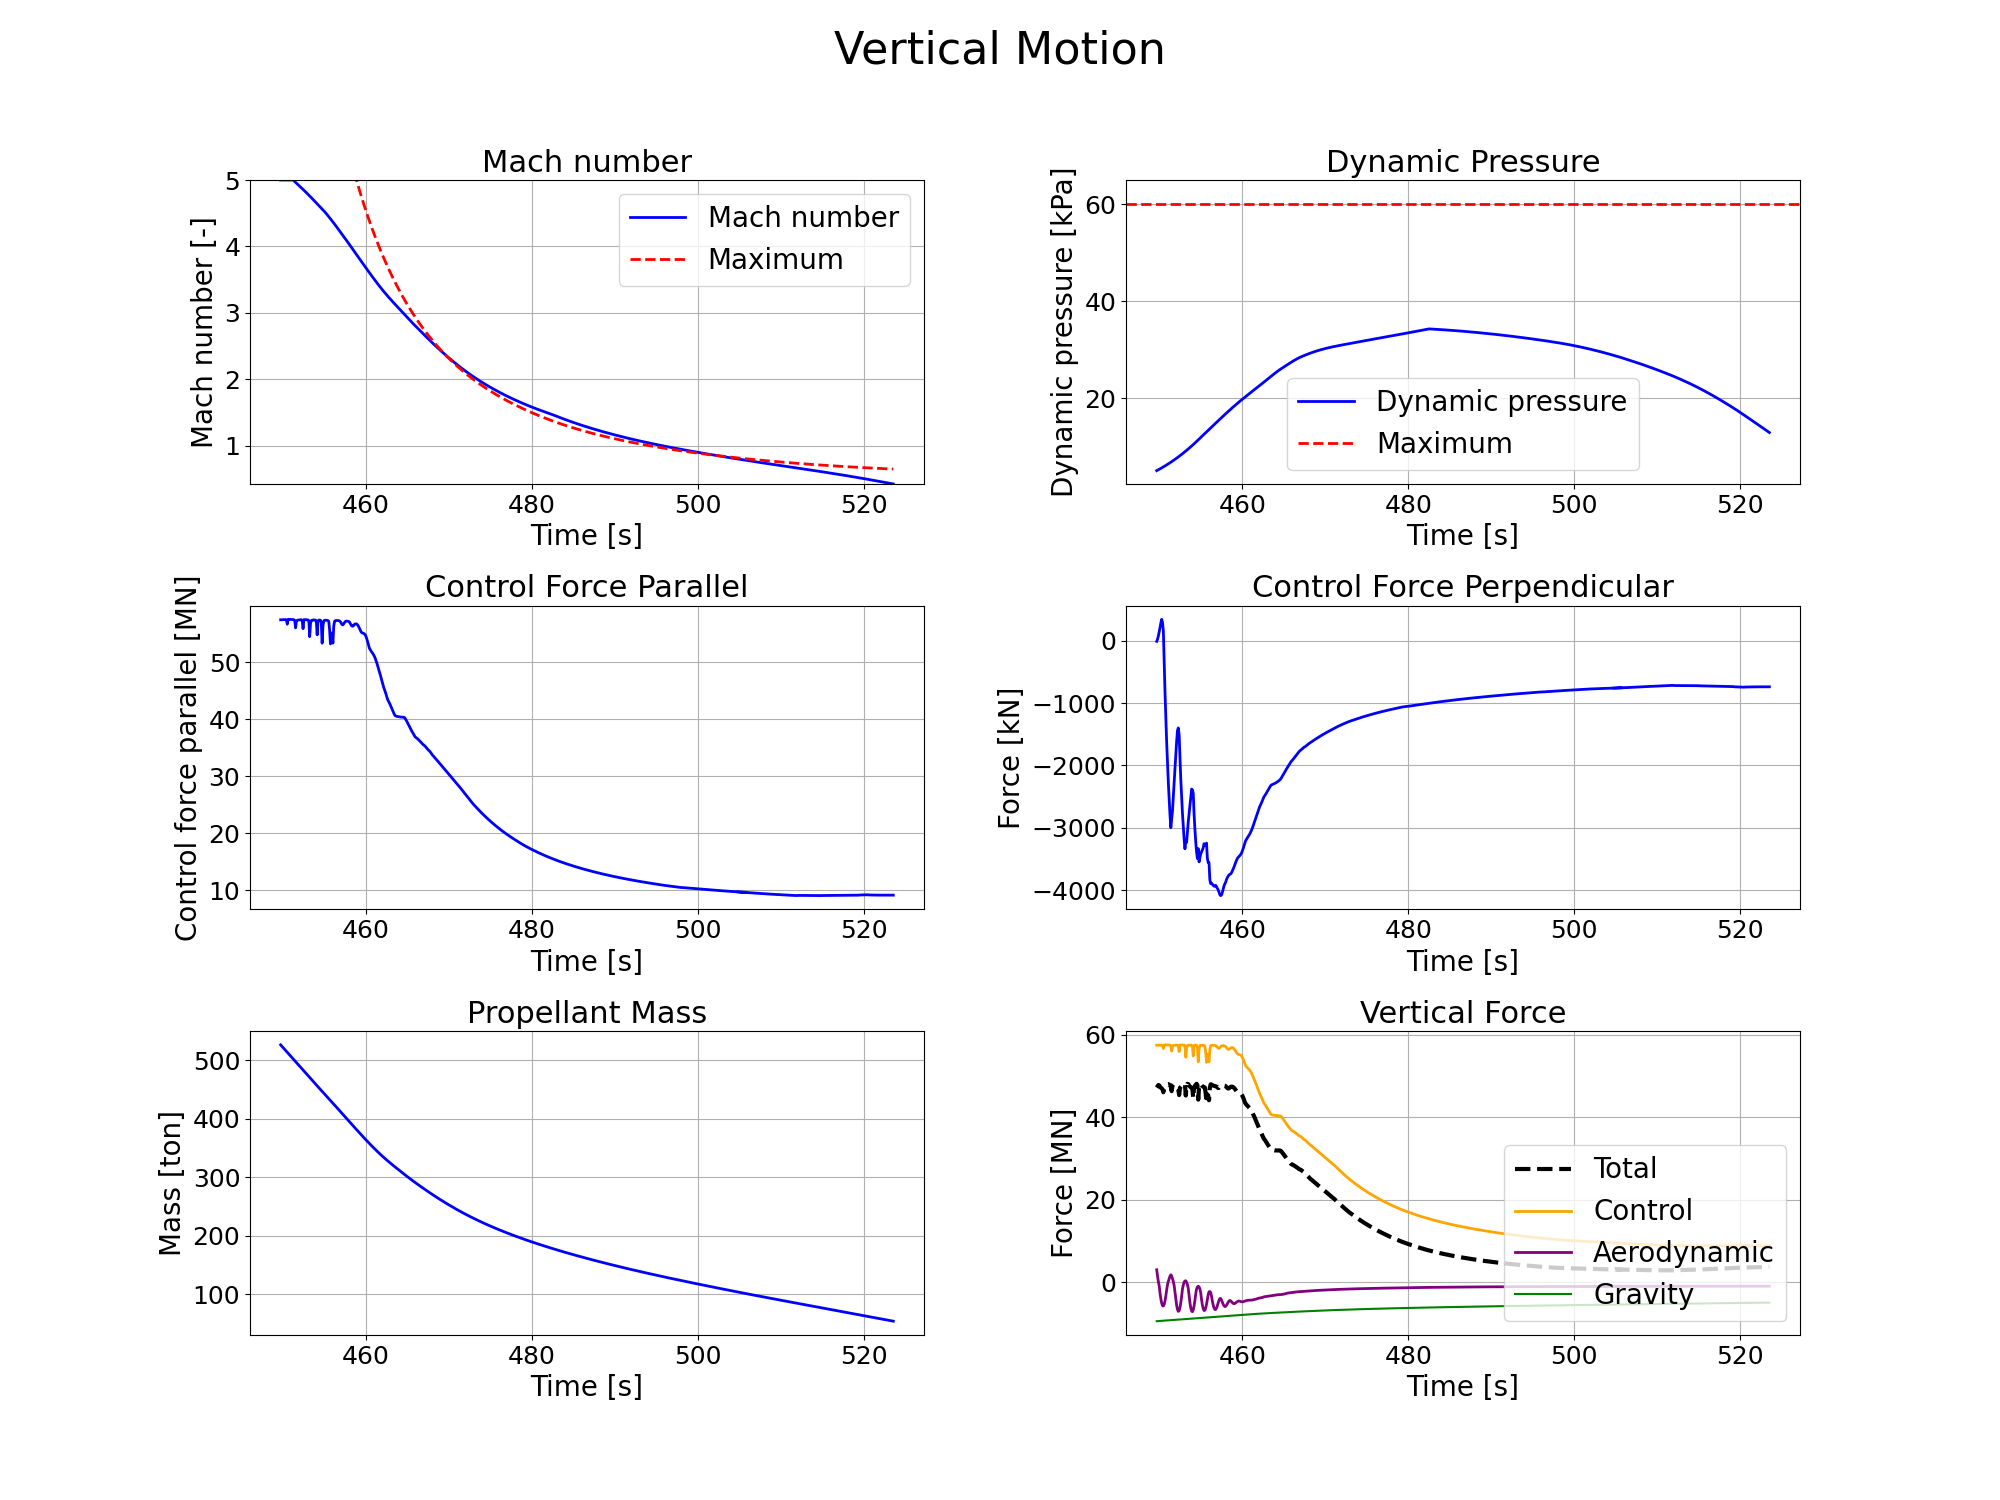 Vertical Motion
Mach number
Mach number [-]
5
4
3
2
1
Mach number
Maximum
460 480 500 520
Time [s]
Dynamic Pressure
Dynamic pressure [kPa]
60
40
20
Dynamic pressure
Maximum
460 480 500 520
Time [s]
Control Force Parallel
Control force parallel [MN]
50
40
30
20
10
460 480 500 520
Time [s]
Control Force Perpendicular
Force [kN]
0
−1000
−2000
−3000
−4000
460 480 500 520
Time [s]
Propellant Mass
Mass [ton]
500
400
300
200
100
460 480 500 520
Time [s]
Vertical Force
Force [MN]
60
40
20
0
Total
Control
Aerodynamic
Gravity
460 480 500 520
Time [s]